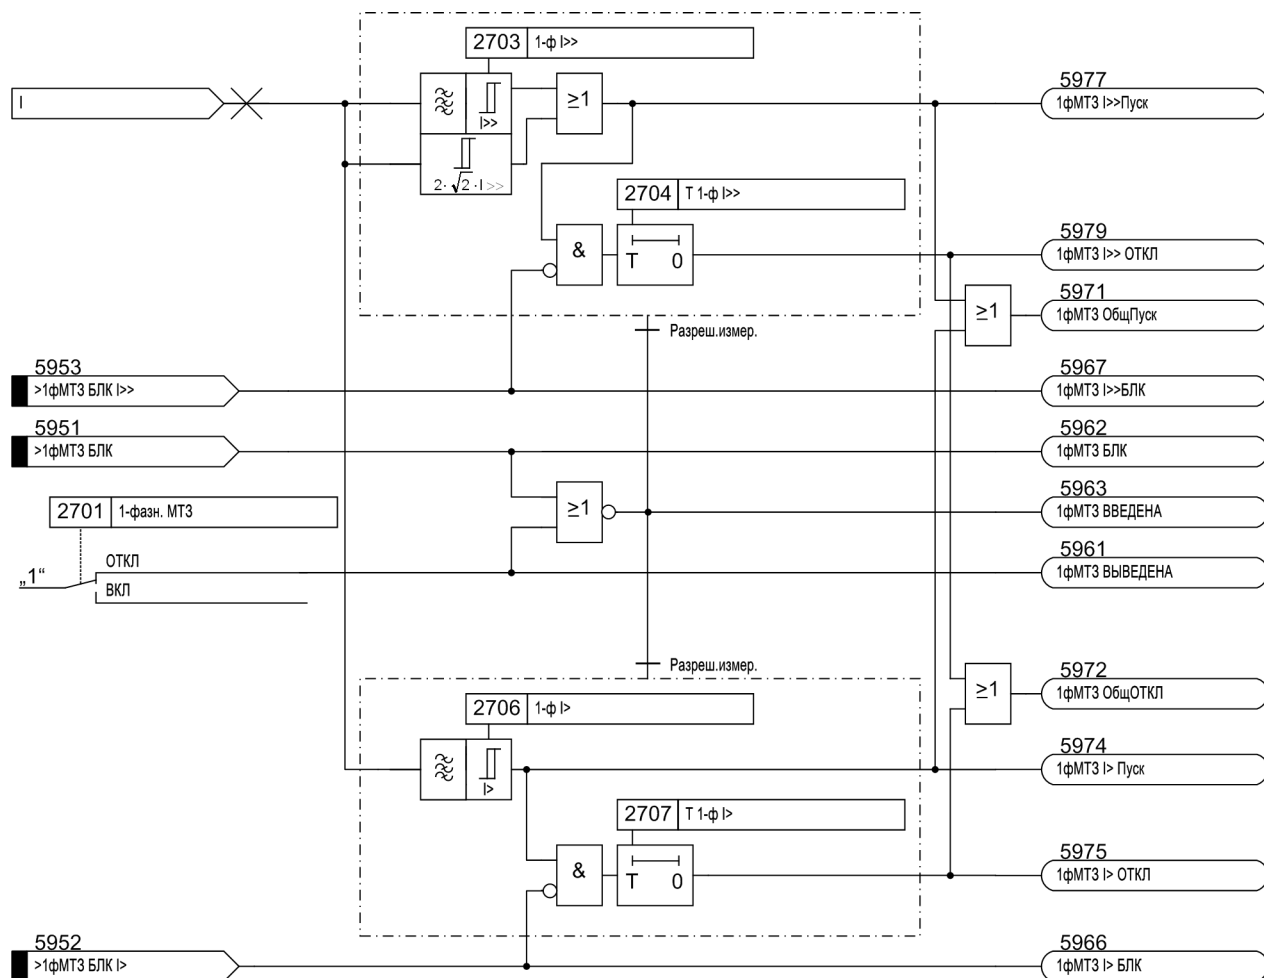 2703 1-ф I>>
I
I>>
≥1
5977
1фМТЗ I>>Пуск
2·√2·I>>
2704 Т 1-ф I>>
&
T 0
5979
1фМТЗ I>> ОТКЛ
5971
1фМТЗ ОбщПуск
≥1
Разреш.измер.
5953
>1фМТЗ БЛК I>>
5967
1фМТЗ I>>БЛК
5951
>1фМТЗ БЛК
5962
1фМТЗ БЛК
2701 1-фазн. МТЗ
≥1
5963
1фМТЗ ВВЕДЕНА
„1“
ОТКЛ
ВКЛ
5961
1фМТЗ ВЫВЕДЕНА
Разреш.измер.
≥1
5972
1фМТЗ ОбщОТКЛ
2706 1-ф I>
I>
5974
1фМТЗ I> Пуск
2707 Т 1-ф I>
&
T 0
5975
1фМТЗ I> ОТКЛ
5952
>1фМТЗ БЛК I>
5966
1фМТЗ I> БЛК